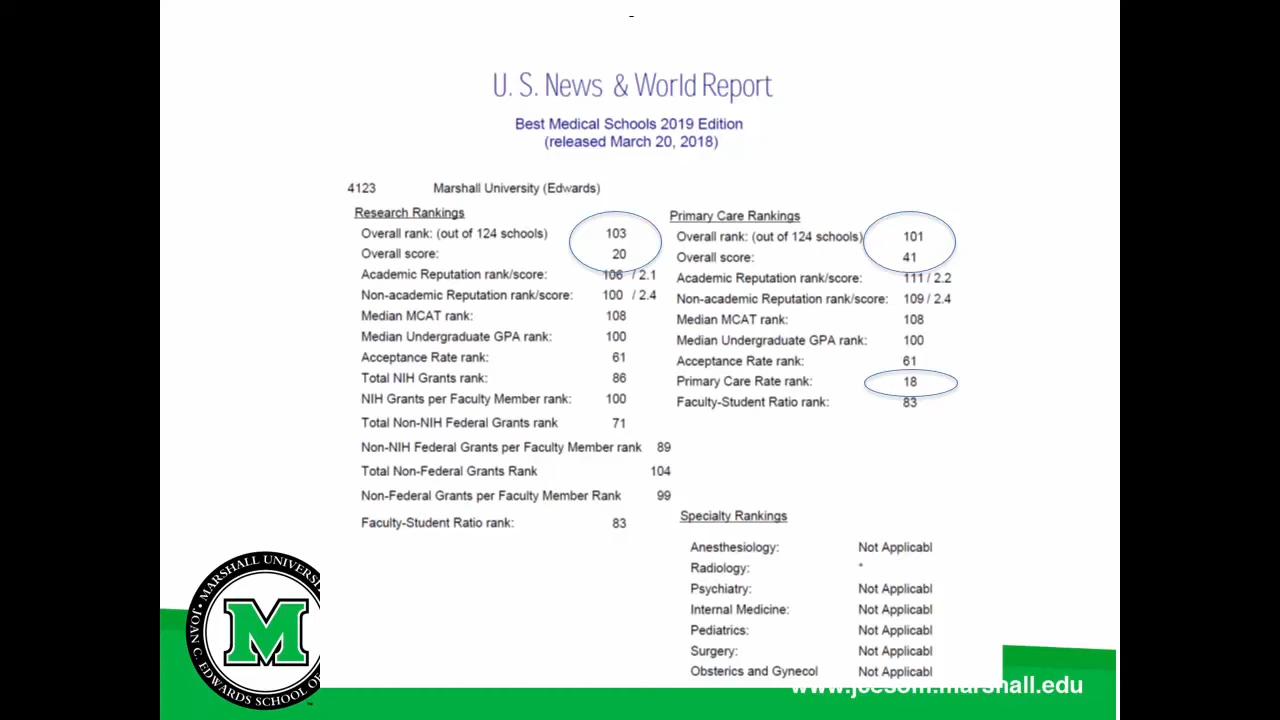 -
U. S. News & World Report
Best Medical Schools 2019 Edition
(released March 20, 2018)
4123 Marshall University (Edwards)
Research Rankings
Overall rank: (out of 124 schools) 103
Overall score: 20
Academic Reputation rank/score: 106 / 2.1
Non-academic Reputation rank/score: 100 / 2.4
Median MCAT rank: 108
Median Undergraduate GPA rank: 100
Acceptance Rate rank: 61
Total NIH Grants rank: 86
NIH Grants per Faculty Member rank: 100
Total Non-NIH Federal Grants rank 71
Non-NIH Federal Grants per Faculty Member rank 89
Total Non-Federal Grants Rank 104
Non-Federal Grants per Faculty Member Rank 99
Faculty-Student Ratio rank: 83
Primary Care Rankings
Overall rank: (out of 124 schools) 101
Overall score: 41
Academic Reputation rank/score: 111 / 2.2
Non-academic Reputation rank/score: 109 / 2.4
Median MCAT rank: 108
Median Undergraduate GPA rank: 100
Acceptance Rate rank: 61
Primary Care Rate rank: 18
Faculty-Student Ratio rank: 83
Specialty Rankings
Anesthesiology: Not Applicabl
Radiology: *
Psychiatry: Not Applicabl
Internal Medicine: Not Applicabl
Pediatrics: Not Applicabl
Surgery: Not Applicabl
Obsterics and Gynecol Not Applicabl
MARSHALL UNIVERSI
JOAN C. EDWARDS SCHOOL OF
M
www.jcesom.marshall.edu